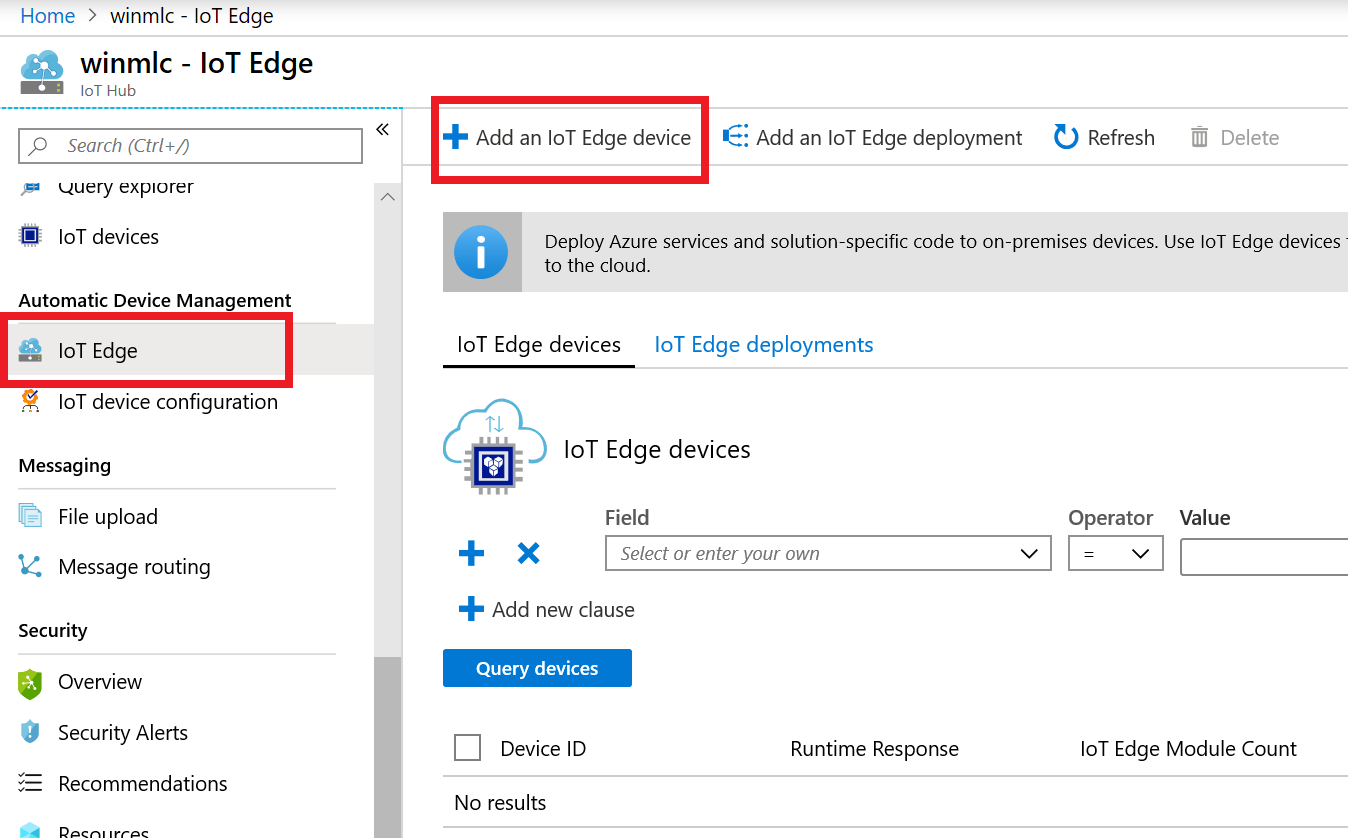 Home > winmlc - IoT Edge
winmlc - IoT Edge
IoT Hub
Search (Ctrl+/)
Query explorer
IoT devices
Automatic Device Management
IoT Edge
IoT device configuration
Messaging
File upload
Message routing
Security
Overview
Security Alerts
Recommendations
Resources
Add an IoT Edge device
Add an IoT Edge deployment
Refresh
Delete
Deploy Azure services and solution-specific code to on-premises devices. Use IoT Edge devices
to the cloud.
IoT Edge devices
IoT Edge deployments
IoT Edge devices
Field
Operator
Value
Select or enter your own
=
Add new clause
Query devices
Device ID
Runtime Response
IoT Edge Module Count
No results